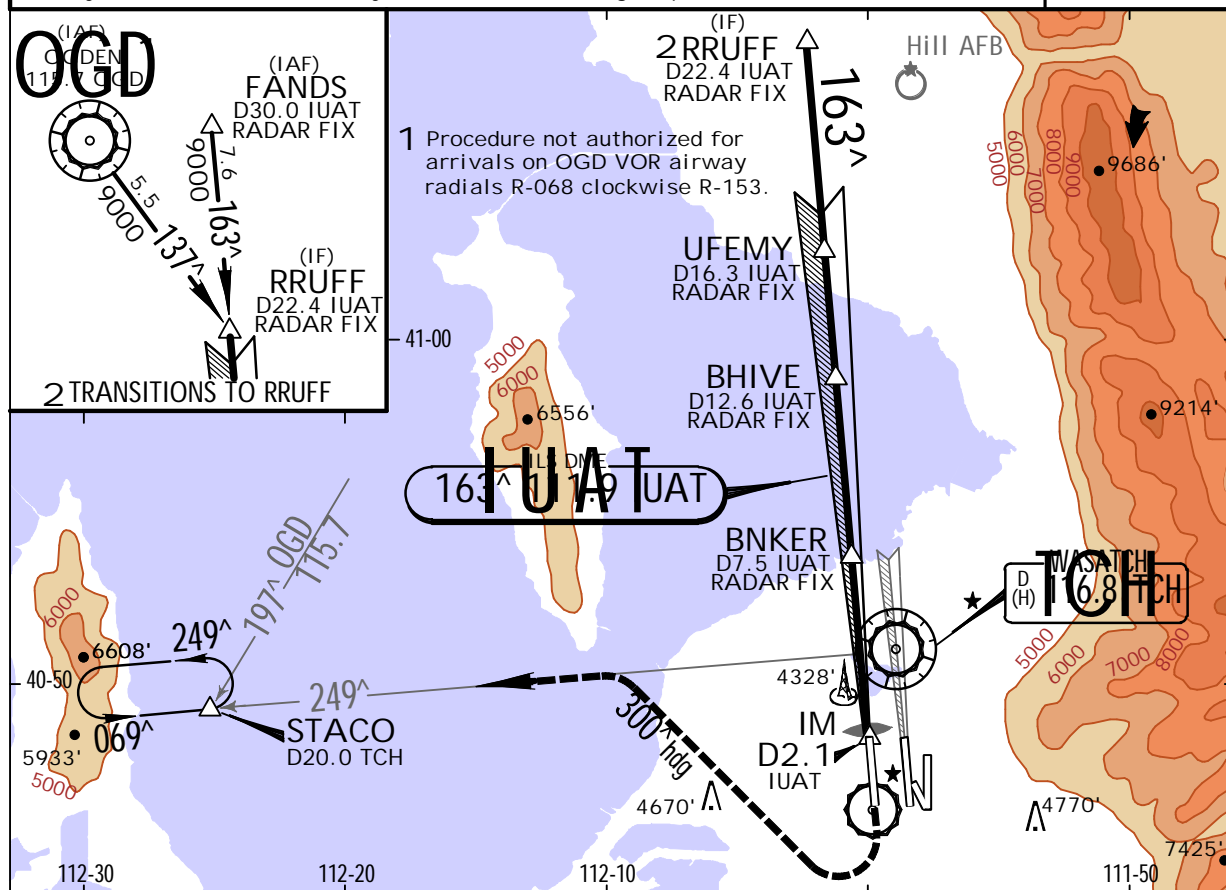 (IAF)
OGDEN
115.7 OGD
OGD
(IAF)
FANDS
D30.0 IUAT
RADAR FIX
7.6
9000
163^
5.5
9000
137^
(IF)
RRUFF
D22.4 IUAT
RADAR FIX
2 TRANSITIONS TO RRUFF
(IF)
2 RRUFF
D22.4 IUAT
RADAR FIX
163^
Hill AFB
1 Procedure not authorized for
arrivals on OGD VOR airway
radials R-068 clockwise R-153.
5000
6000
7000
8000
9000
9686'
UFEMY
D16.3 IUAT
RADAR FIX
41-00
5000
6000
6556'
BHIVE
D12.6 IUAT
RADAR FIX
9214'
ILS DME
163^ 111.9 IUAT
IUAT
OGD
115.7
197^
BNKER
D7.5 IUAT
RADAR FIX
WASATCH
D
(H)
116.8 TCH
TCH
6000
6608'
249^
40-50
249^
069^
STACO
D20.0 TCH
5933'
5000
300^ hdg
4328'
IM
D2.1
IUAT
5000
6000
7000
8000
4670'
4770'
7425'
112-30
112-20
112-10
111-50